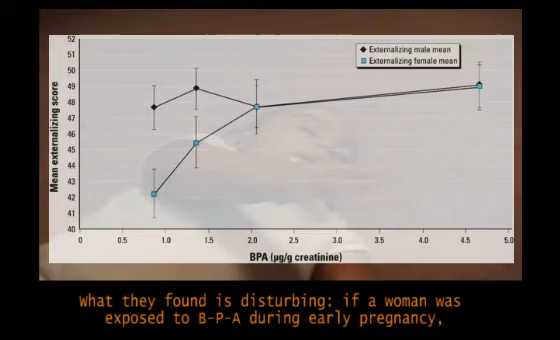 52
51
50
49
48
47
46
45
44
43
42
41
40
Mean externalizing score
Externalizing male mean
Externalizing female mean
0 0.5 1.0 1.5 2.0 2.5 3.0 3.5 4.0 4.5 5.0
BPA (μg/g creatinine)
What they found is disturbing: if a woman was
exposed to B-P-A during early pregnancy,